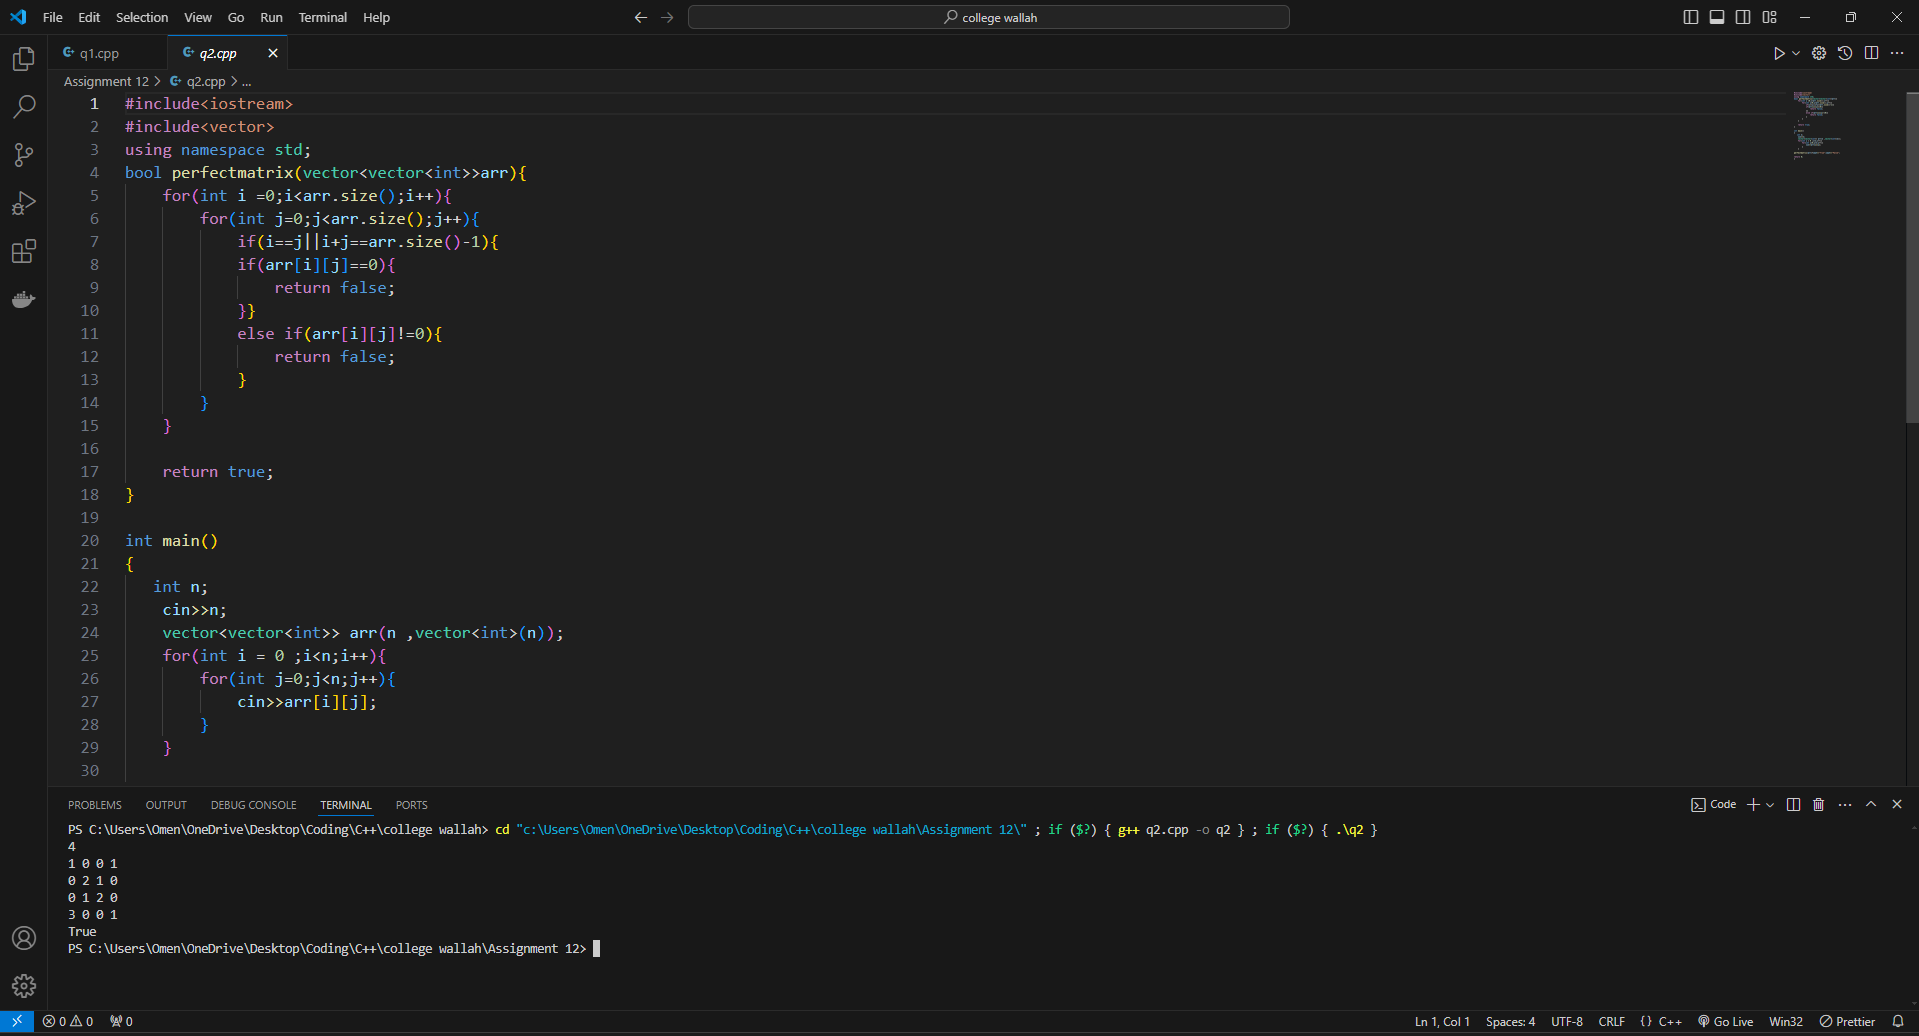 File Edit Selection View Go Run Terminal Help
college wallah
q1.cpp
q2.cpp
Assignment 12 > q2.cpp > ...
1 #include<iostream>
2 #include<vector>
3 using namespace std;
4 bool perfectmatrix(vector<vector<int>>arr){
5     for(int i =0;i<arr.size();i++){
6         for(int j=0;j<arr.size();j++){
7             if(i==j||i+j==arr.size()-1){
8             if(arr[i][j]==0){
9                 return false;
10             }}
11             else if(arr[i][j]!=0){
12                 return false;
13             }
14         }
15     }
16
17     return true;
18 }
19
20 int main()
21 {
22    int n;
23     cin>>n;
24     vector<vector<int>> arr(n ,vector<int>(n));
25     for(int i = 0 ;i<n;i++){
26         for(int j=0;j<n;j++){
27             cin>>arr[i][j];
28         }
29     }
30
PROBLEMS OUTPUT DEBUG CONSOLE TERMINAL PORTS
Code
PS C:\Users\Omen\OneDrive\Desktop\Coding\C++\college wallah> cd "c:\Users\Omen\OneDrive\Desktop\Coding\C++\college wallah\Assignment 12\" ; if ($?) { g++ q2.cpp -o q2 } ; if ($?) { .\q2 }
4
1 0 0 1
0 2 1 0
0 1 2 0
3 0 0 1
True
PS C:\Users\Omen\OneDrive\Desktop\Coding\C++\college wallah\Assignment 12>
0 0 0 Ln 1, Col 1 Spaces: 4 UTF-8 CRLF {} C++ Go Live Win32 Prettier